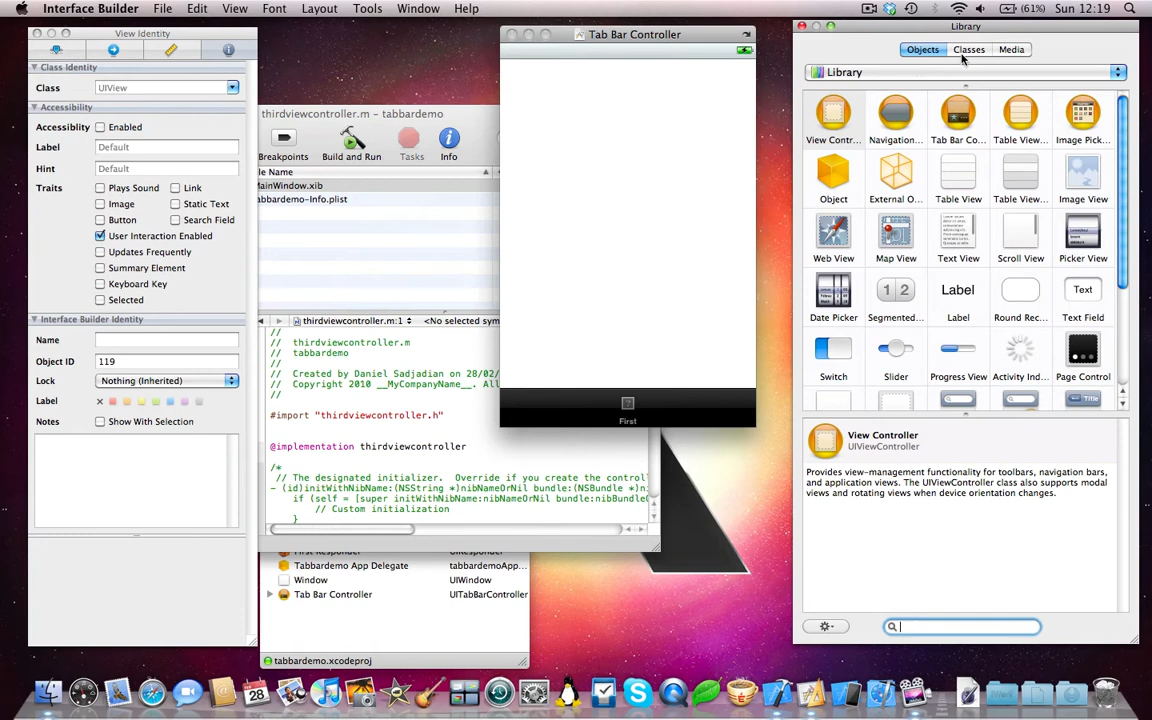 Interface Builder File Edit View Font Layout Tools Window Help (61%) Sun 12:19
View Identity
Class Identity
Class UIView
Accessibility
Accessiblity Enabled
Label Default
Hint Default
Traits Plays Sound Link
Image Static Text
Button Search Field
User Interaction Enabled
Updates Frequently
Summary Element
Keyboard Key
Selected
Interface Builder Identity
Name
Object ID 119
Lock Nothing (Inherited)
Label
Notes Show With Selection
thirdviewcontroller.m – tabbardemo
Breakpoints Build and Run Tasks Info
le Name
MainWindow.xib
abbardemo-Info.plist
thirdviewcontroller.m:1 <No selected sym
//
// thirdviewcontroller.m
// tabbardemo
//
// Created by Daniel Sadjadian on 28/02/
// Copyright 2010 __MyCompanyName__. All
//
#import "thirdviewcontroller.h"
@implementation thirdviewcontroller
/*
// The designated initializer. Override if you create the control
- (id)initWithNibName:(NSString *)nibNameOrNil bundle:(NSBundle *)ni
if (self = [super initWithNibName:nibNameOrNil bundle:nibBundleO
// Custom initialization
}
First Responder UIResponder
Tabbardemo App Delegate tabbardemoApp...
Window UIWindow
Tab Bar Controller UITabBarController
tabbardemo.xcodeproj
Tab Bar Controller
?
First
Library
Objects Classes Media
Library
View Contr... Navigation... Tab Bar Co... Table View... Image Pick...
Object External O... Table View Table View... Image View
Web View Map View Text View Scroll View Picker View
1 2 Label Text
Date Picker Segmented... Label Round Rec... Text Field
Switch Slider Progress View Activity Ind... Page Control
Title
View Controller
UIViewController
Provides view-management functionality for toolbars, navigation bars,
and application views. The UIViewController class also supports modal
views and rotating views when device orientation changes.